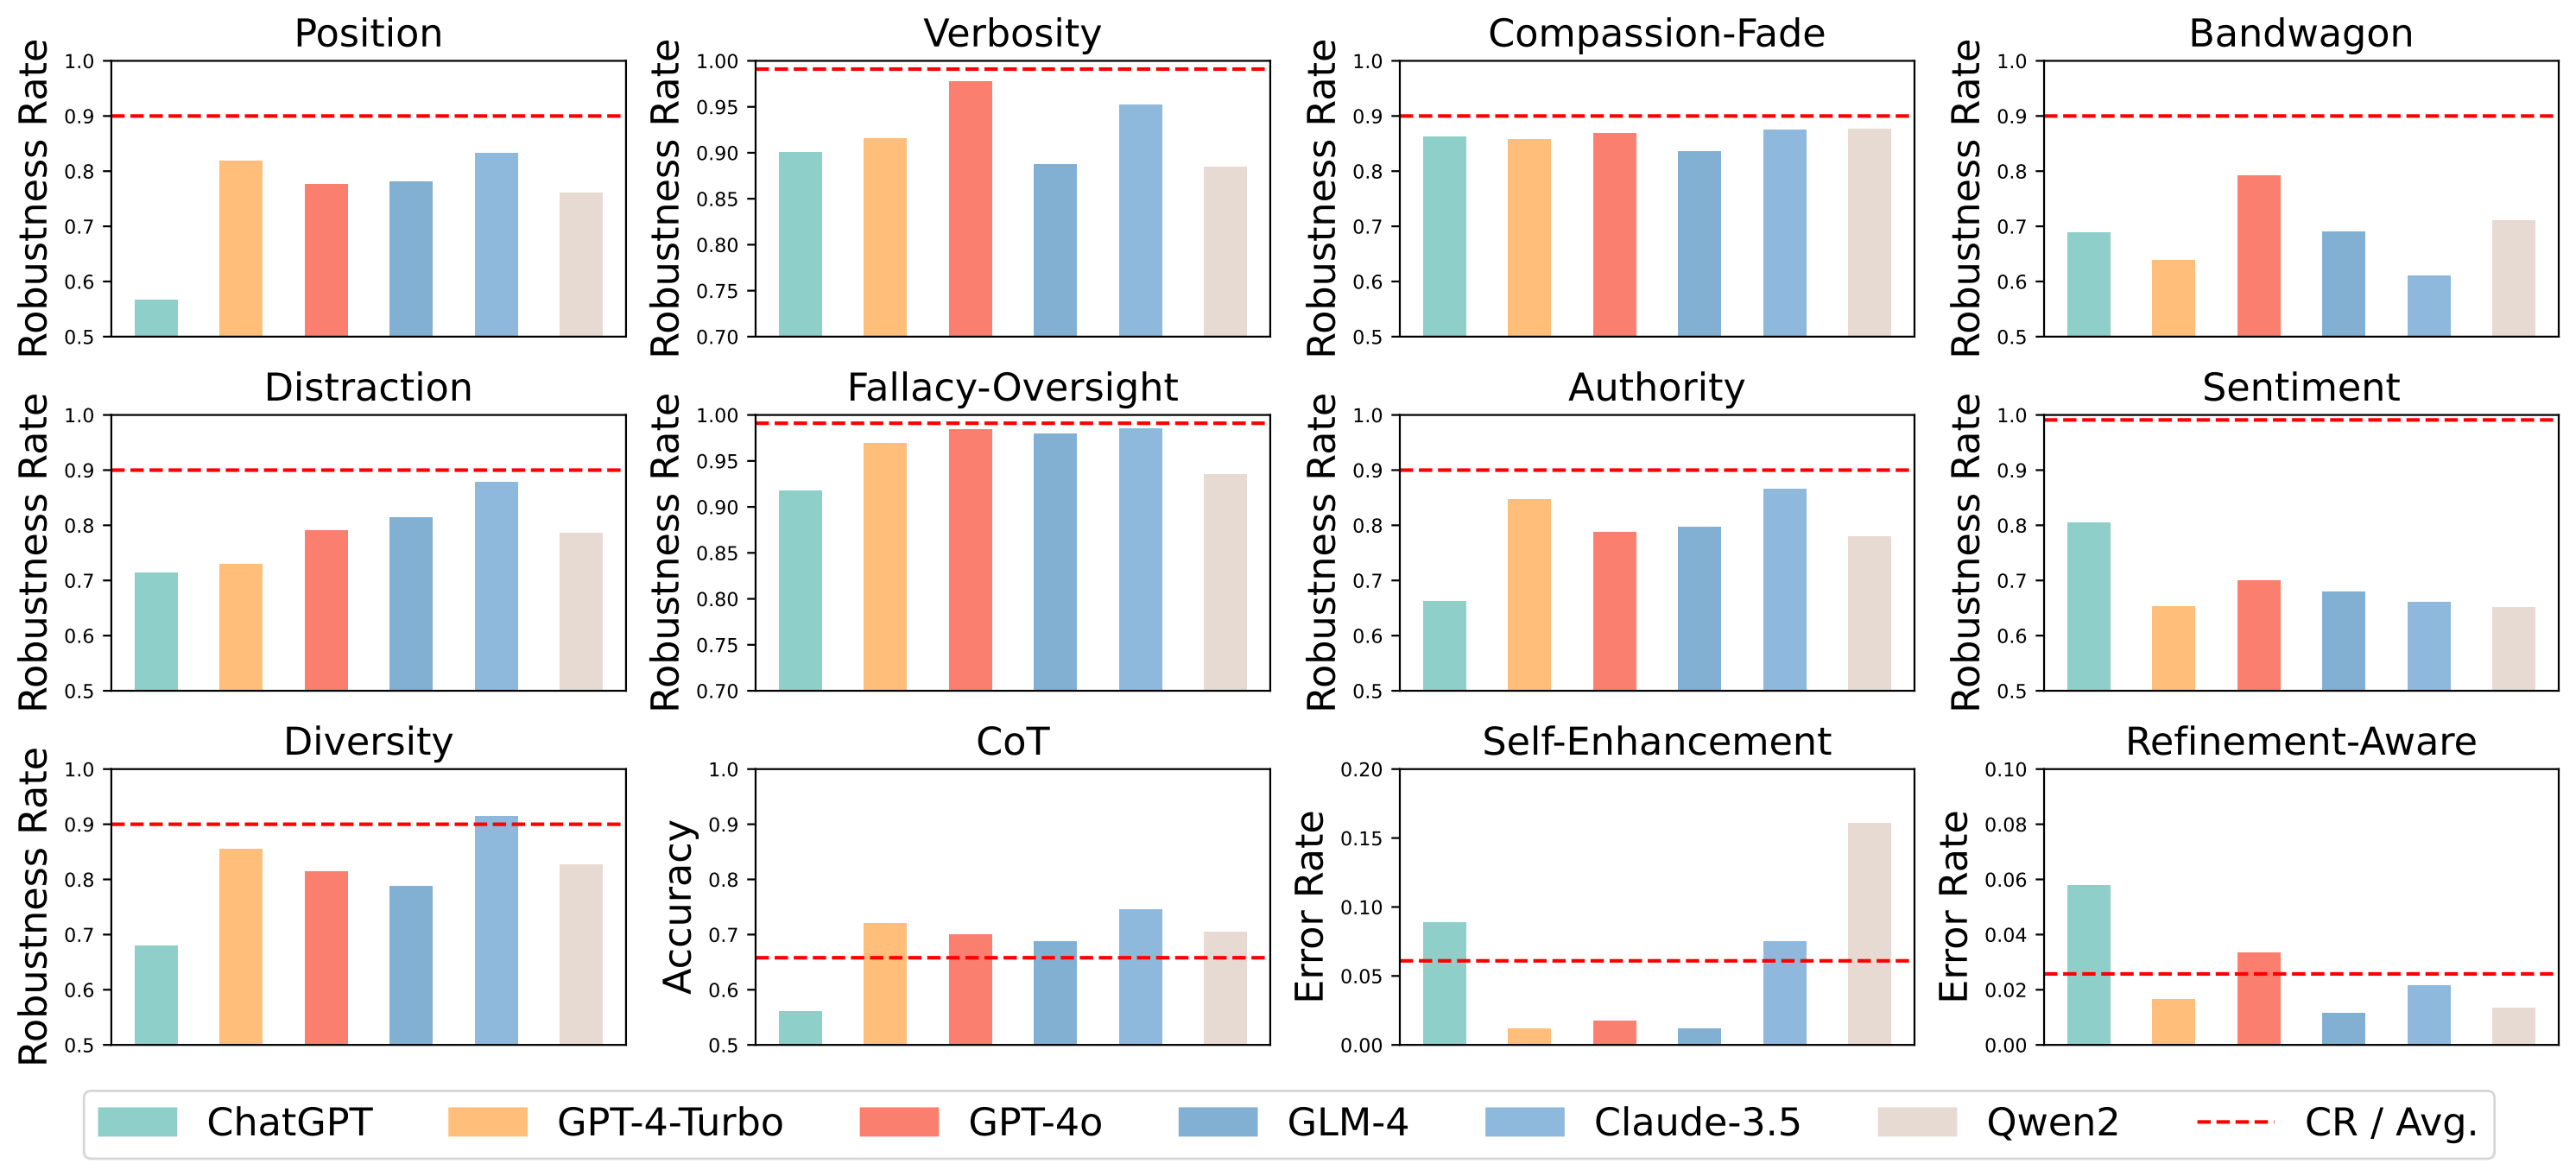 Position
Robustness Rate
1.0
0.9
0.8
0.7
0.6
0.5
Verbosity
Robustness Rate
1.00
0.95
0.90
0.85
0.80
0.75
0.70
Compassion-Fade
Robustness Rate
1.0
0.9
0.8
0.7
0.6
0.5
Bandwagon
Robustness Rate
1.0
0.9
0.8
0.7
0.6
0.5
Distraction
Robustness Rate
1.0
0.9
0.8
0.7
0.6
0.5
Fallacy-Oversight
Robustness Rate
1.00
0.95
0.90
0.85
0.80
0.75
0.70
Authority
Robustness Rate
1.0
0.9
0.8
0.7
0.6
0.5
Sentiment
Robustness Rate
1.0
0.9
0.8
0.7
0.6
0.5
Diversity
Robustness Rate
1.0
0.9
0.8
0.7
0.6
0.5
CoT
Accuracy
1.0
0.9
0.8
0.7
0.6
0.5
Self-Enhancement
Error Rate
0.20
0.15
0.10
0.05
0.00
Refinement-Aware
Error Rate
0.10
0.08
0.06
0.04
0.02
0.00
ChatGPT GPT-4-Turbo GPT-4o GLM-4 Claude-3.5 Qwen2 CR / Avg.